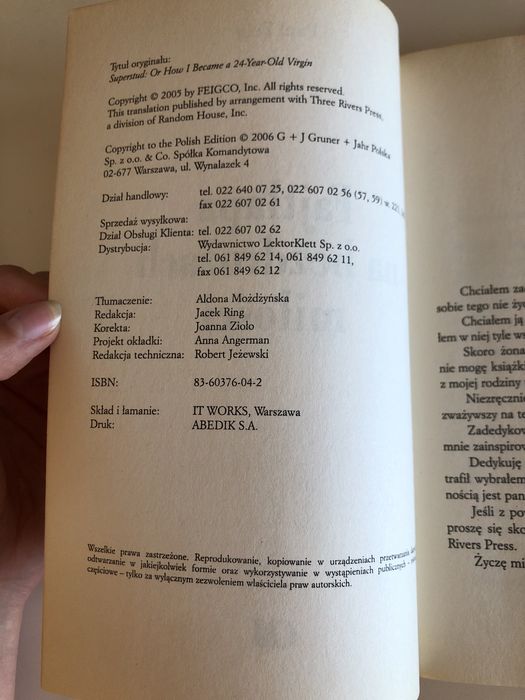 Tytuł oryginału:
Superstud: Or How I Became a 24-Year-Old Virgin
Copyright © 2005 by FEIGCO, Inc. All rights reserved.
This translation published by arrangement with Three Rivers Press,
a division of Random House, Inc.
Copyright to the Polish Edition © 2006 G + J Gruner + Jahr Polska
Sp. z o.o. & Co. Spółka Komandytowa
02-677 Warszawa, ul. Wynalazek 4
Dział handlowy: tel. 022 640 07 25, 022 607 02 56 (57, 59) w.
fax 022 607 02 61
Sprzedaż wysyłkowa:
Dział Obsługi Klienta: tel. 022 607 02 62
Dystrybucja: Wydawnictwo LektorKlett Sp. z o.o.
tel. 061 849 62 14, 061 849 62 11,
fax 061 849 62 12
Tłumaczenie: Aldona Możdżyńska
Redakcja: Jacek Ring
Korekta: Joanna Zioło
Projekt okładki: Anna Angerman
Redakcja techniczna: Robert Jeżewski
ISBN: 83-60376-04-2
Skład i łamanie: IT WORKS, Warszawa
Druk: ABEDIK S.A.
Wszelkie prawa zastrzeżone. Reprodukowanie, kopiowanie w urządzeniach przetwarzania
odtwarzanie w jakiejkolwiek formie oraz wykorzystywanie w wystąpieniach publicznych –
częściowe – tylko za wyłącznym zezwoleniem właściciela praw autorskich.
Chciałem
sobie tego nie
Chciałem ją
łem w niej tyle
Skoro żona
nie mogę
z mojej rodziny
zważywszy na
mnie zainspirow
Dedykuję
trafił wybrałem
nością jest
Jeśli z
proszę się
Rivers Press.
Życzę